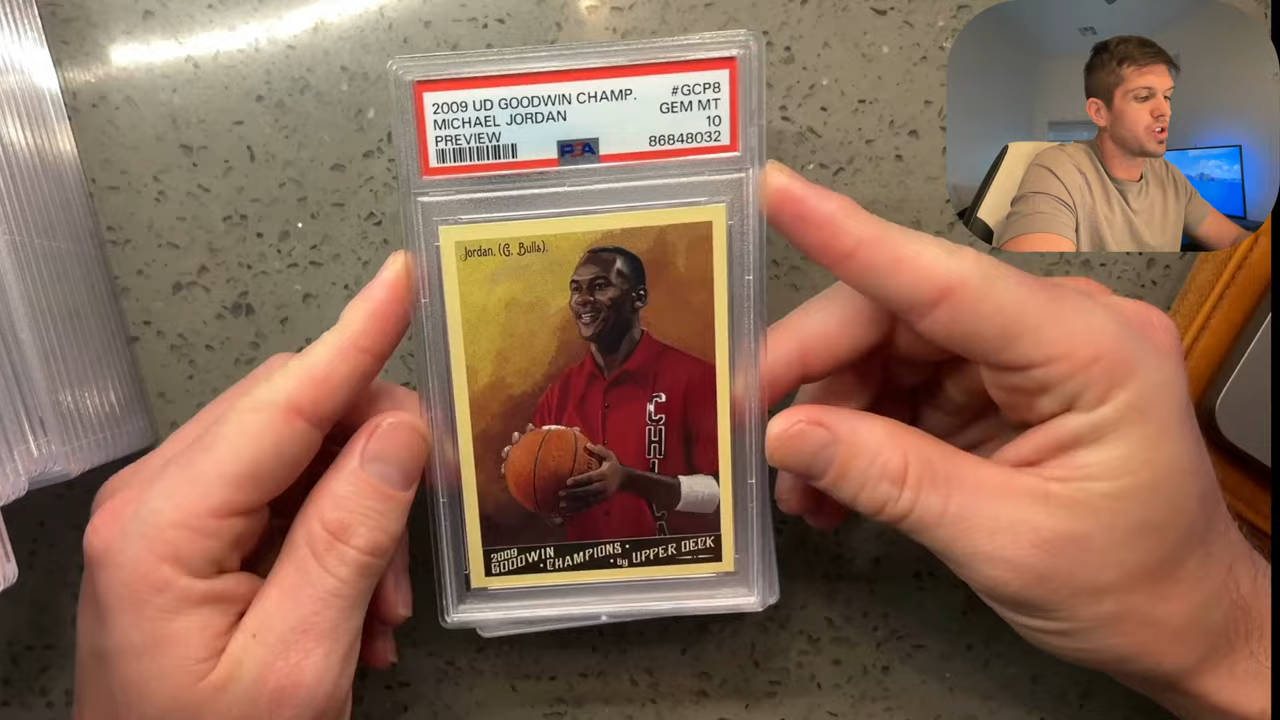 2009 UD GOODWIN CHAMP. #GCP8
MICHAEL JORDAN GEM MT
PREVIEW 10
PSA 86848032
Jordan, (G. Bulls).
CHI
2009
GOODWIN
•CHAMPIONS•
•by UPPER DECK